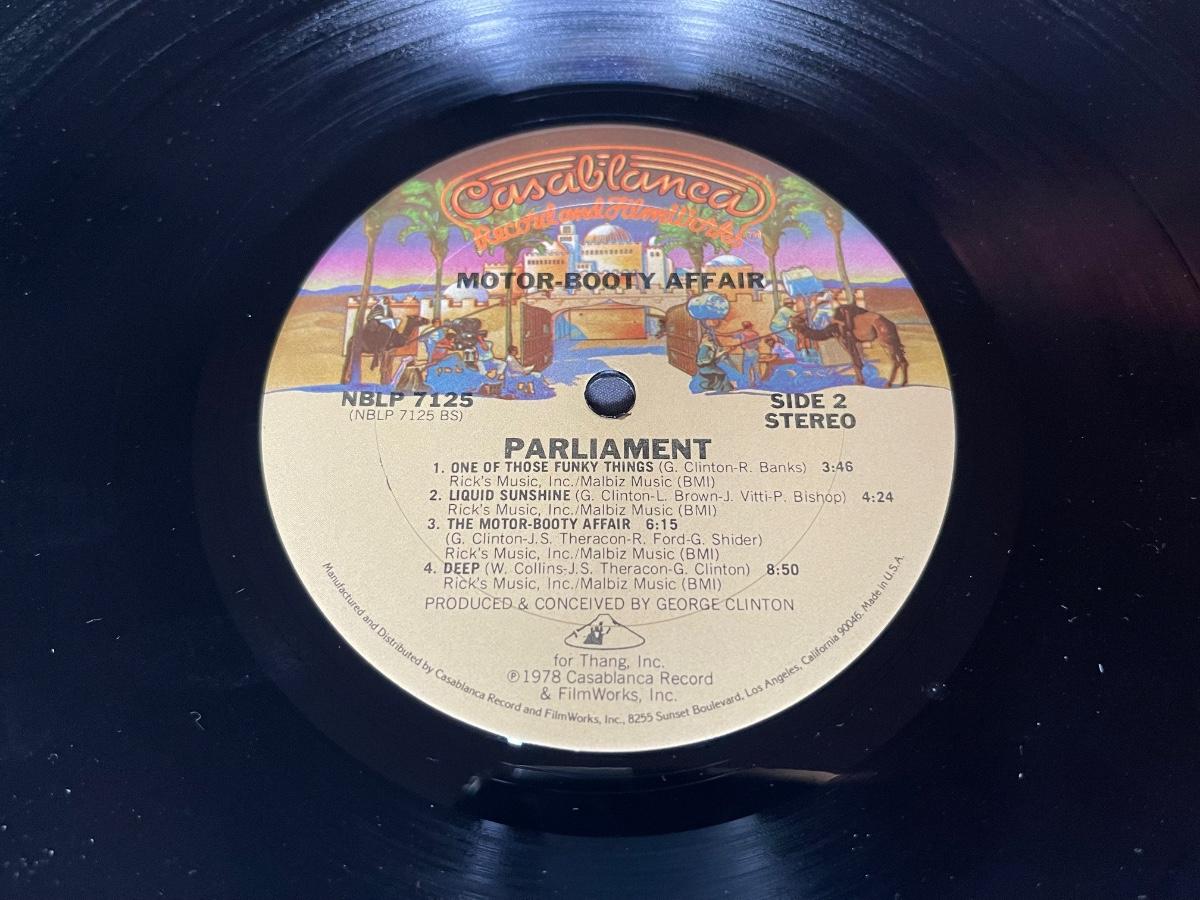 Casablanca
Record and FilmWorks
MOTOR-BOOTY AFFAIR
NBLP 7125
(NBLP 7125 BS)
SIDE 2
STEREO
PARLIAMENT
1. ONE OF THOSE FUNKY THINGS (G. Clinton-R. Banks) 3:46
Rick's Music, Inc./Malbiz Music (BMI)
2. LIQUID SUNSHINE (G. Clinton-L. Brown-J. Vitti-P. Bishop) 4:24
Rick's Music, Inc./Malbiz Music (BMI)
3. THE MOTOR-BOOTY AFFAIR 6:15
(G. Clinton-J.S. Theracon-R. Ford-G. Shider)
Rick's Music, Inc./Malbiz Music (BMI)
4. DEEP (W. Collins-J.S. Theracon-G. Clinton) 8:50
Rick's Music, Inc./Malbiz Music (BMI)
PRODUCED & CONCEIVED BY GEORGE CLINTON
for Thang, Inc.
℗1978 Casablanca Record
& FilmWorks, Inc.
Manufactured and Distributed by Casablanca Record and FilmWorks, Inc., 8255 Sunset Boulevard, Los Angeles, California 90046. Made in U.S.A.